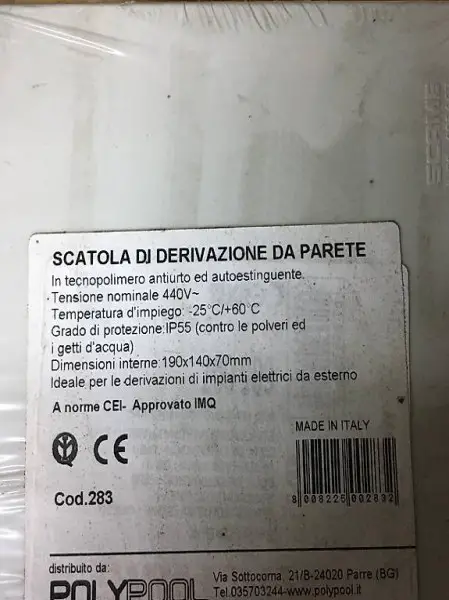 SCATOLA DI DERIVAZIONE DA PARETE
In tecnopolimero antiurto ed autoestinguente.
Tensione nominale 440V~
Temperatura d'impiego: -25°C/+60°C
Grado di protezione:IP55 (contro le polveri ed
i getti d'acqua)
Dimensioni interne:190x140x70mm
Ideale per le derivazioni di impianti elettrici da esterno
A norme CEI- Approvato IMQ
MADE IN ITALY
CE
8 008225 002832
Cod.283
distribuito da:
POLYPOOL
Via Sottocorna, 21/B-24020 Parre (BG)
Tel.035703244-www.polypool.it